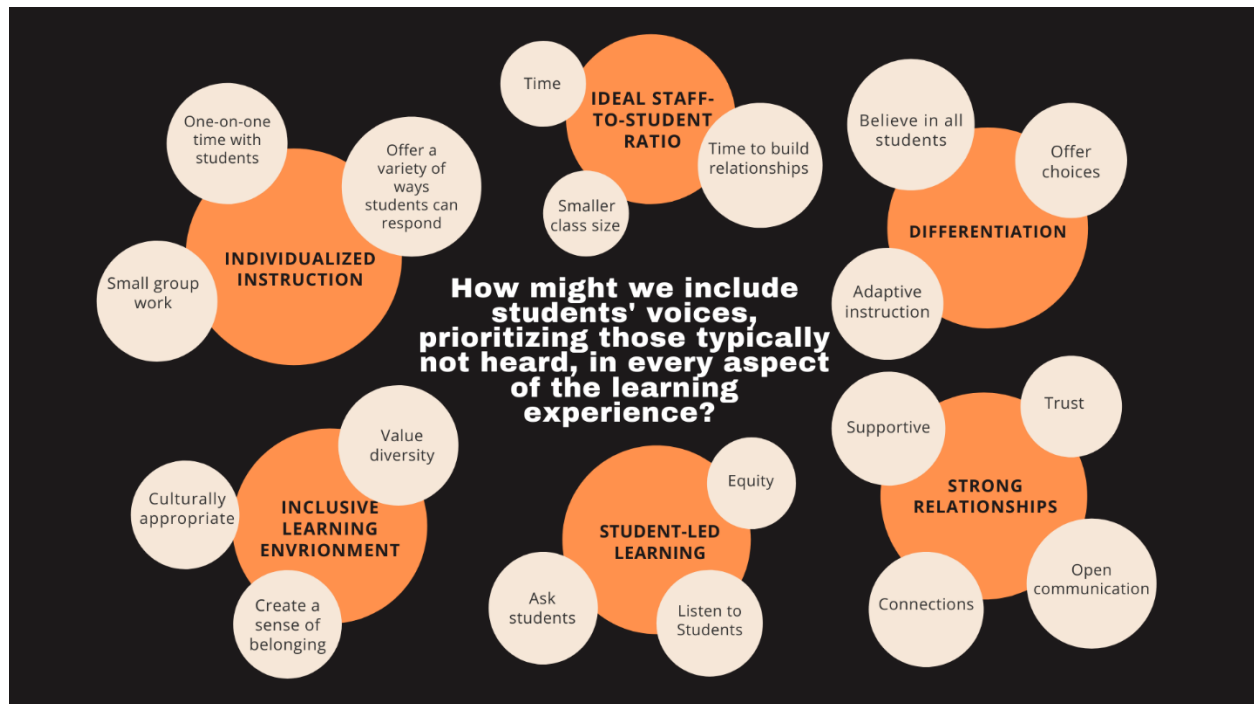 One-on-one
time with
students
Offer a
variety of
ways
students can
respond
Small group
work
INDIVIDUALIZED
INSTRUCTION
Time
IDEAL STAFF-
TO-STUDENT
RATIO
Time to build
relationships
Smaller
class size
Believe in all
students
Offer
choices
DIFFERENTIATION
Adaptive
instruction
How might we include
students' voices,
prioritizing those typically
not heard, in every aspect
of the learning
experience?
Value
diversity
Culturally
appropriate
INCLUSIVE
LEARNING
ENVRIONMENT
Create a
sense of
belonging
Equity
STUDENT-LED
LEARNING
Ask
students
Listen to
Students
Supportive
Trust
STRONG
RELATIONSHIPS
Connections
Open
communication